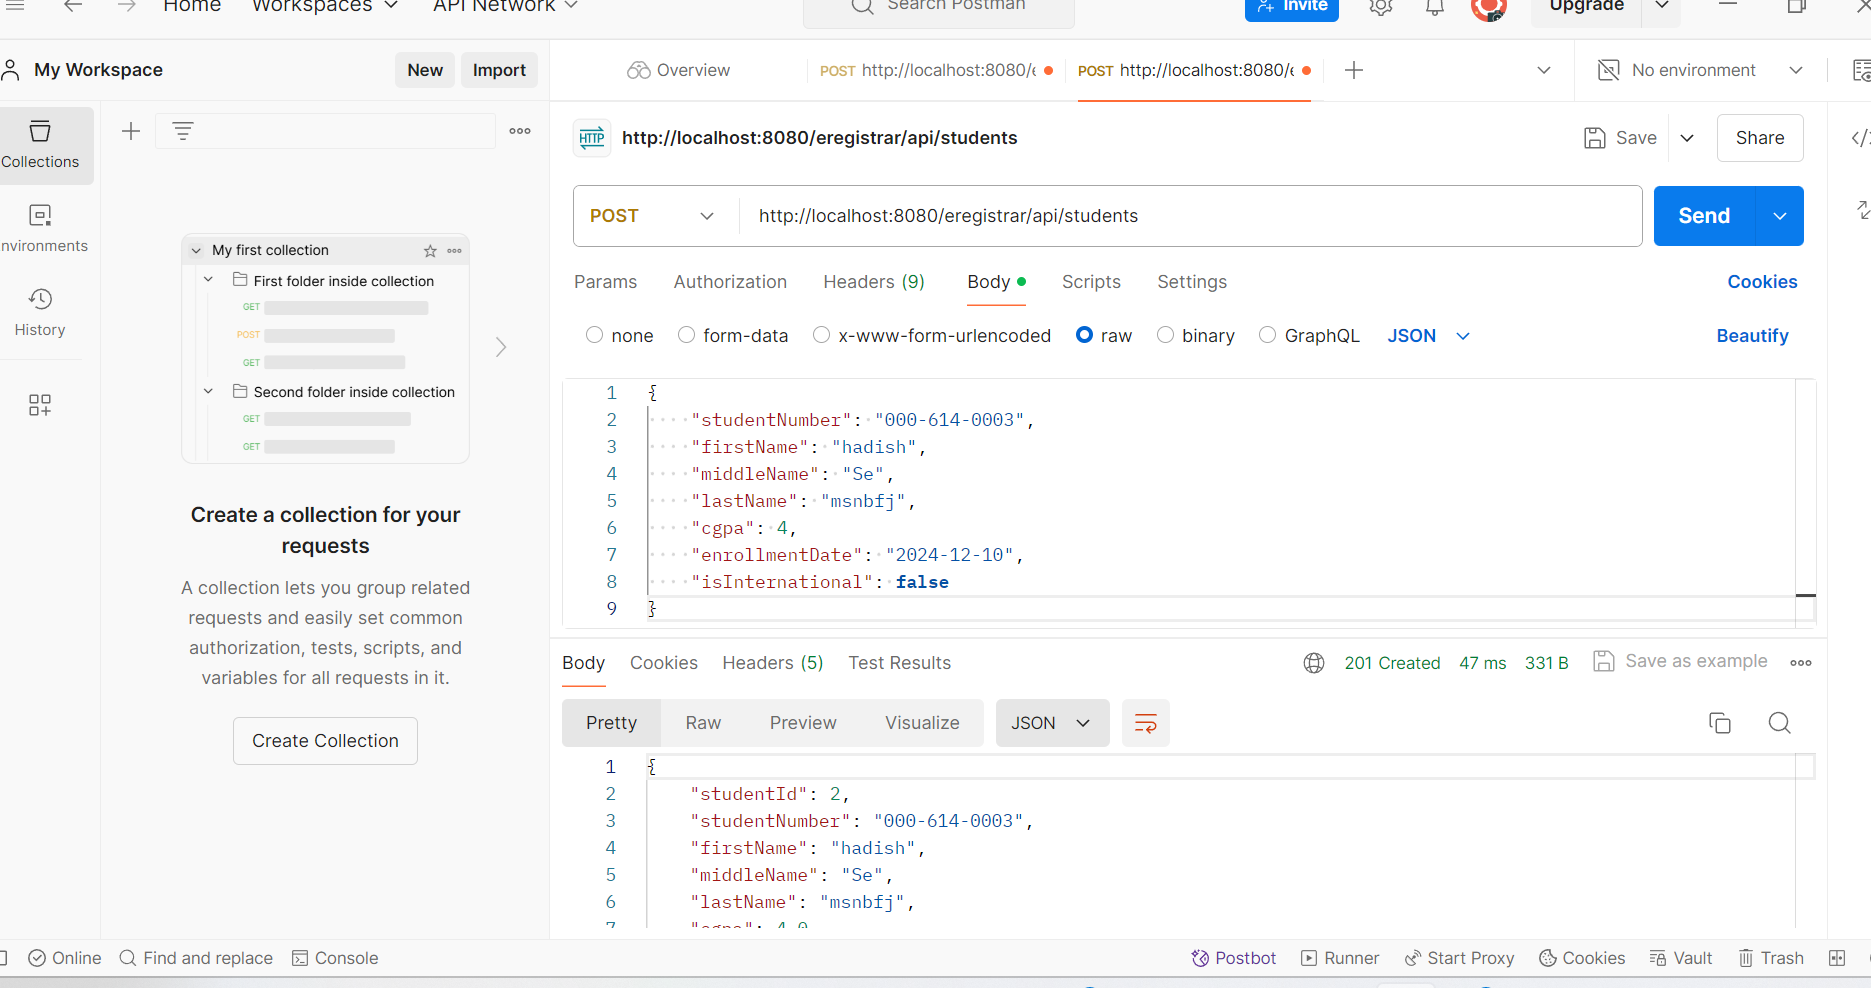 Home Workspaces API Network Search Postman Invite Upgrade
My Workspace New Import Overview POST http://localhost:8080/e POST http://localhost:8080/e No environment
Collections
http://localhost:8080/eregistrar/api/students Save Share
POST http://localhost:8080/eregistrar/api/students Send
nvironments
My first collection
First folder inside collection
GET
POST
GET
Second folder inside collection
GET
GET
History
Params Authorization Headers (9) Body Scripts Settings Cookies
none form-data x-www-form-urlencoded raw binary GraphQL JSON Beautify
1 {
2 "studentNumber": "000-614-0003",
3 "firstName": "hadish",
4 "middleName": "Se",
5 "lastName": "msnbfj",
6 "cgpa": 4,
7 "enrollmentDate": "2024-12-10",
8 "isInternational": false
9 }
Create a collection for your
requests
A collection lets you group related
requests and easily set common
authorization, tests, scripts, and
variables for all requests in it.
Create Collection
Body Cookies Headers (5) Test Results 201 Created 47 ms 331 B Save as example
Pretty Raw Preview Visualize JSON
1 {
2 "studentId": 2,
3 "studentNumber": "000-614-0003",
4 "firstName": "hadish",
5 "middleName": "Se",
6 "lastName": "msnbfj",
7 "cgpa": 4.0
Online Find and replace Console Postbot Runner Start Proxy Cookies Vault Trash